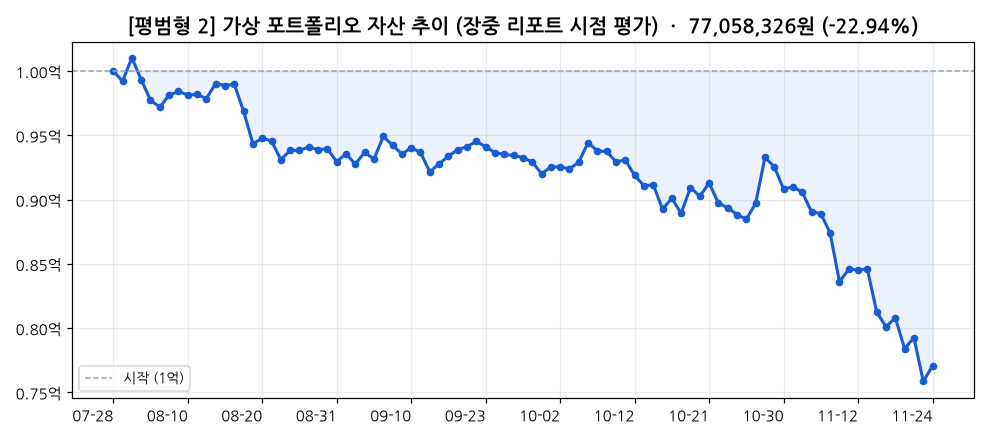 [평범형 2] 가상 포트폴리오 자산 추이 (장중 리포트 시점 평가) · 77,058,326원 (-22.94%)
1.00억
0.95억
0.90억
0.85억
0.80억
0.75억
시작 (1억)
07-28 08-10 08-20 08-31 09-10 09-23 10-02 10-12 10-21 10-30 11-12 11-24